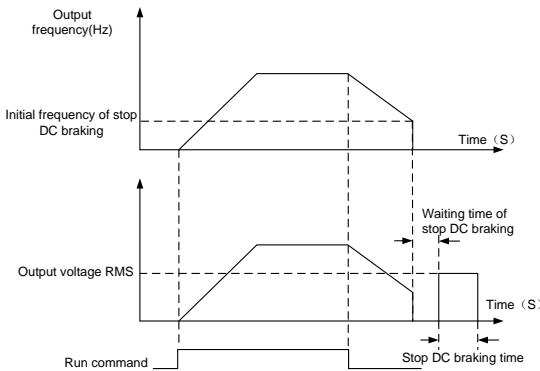 Output
frequency(Hz)
Initial frequency of stop
DC braking
Time（S）
Waiting time of
stop DC braking
Output voltage RMS
Time（S）
Stop DC braking time
Run command